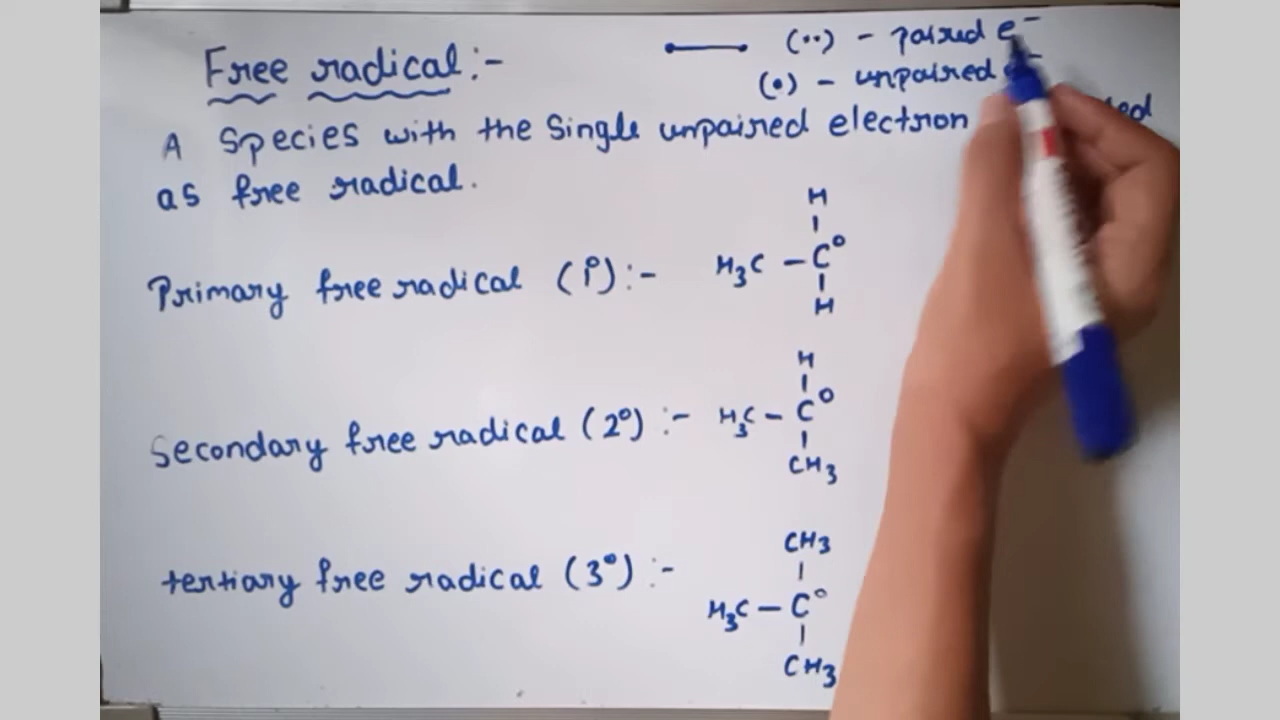 Free radical :-
(··) - paired e⁻
(•) - unpaired
A Species with the Single unpaired electron
as free radical.
Primary free radical (1°) :-
H
H₃C - C°
H
Secondary free radical (2°) :-
H
H₃C - C°
CH₃
tertiary free radical (3°) :-
CH₃
H₃C - C°
CH₃